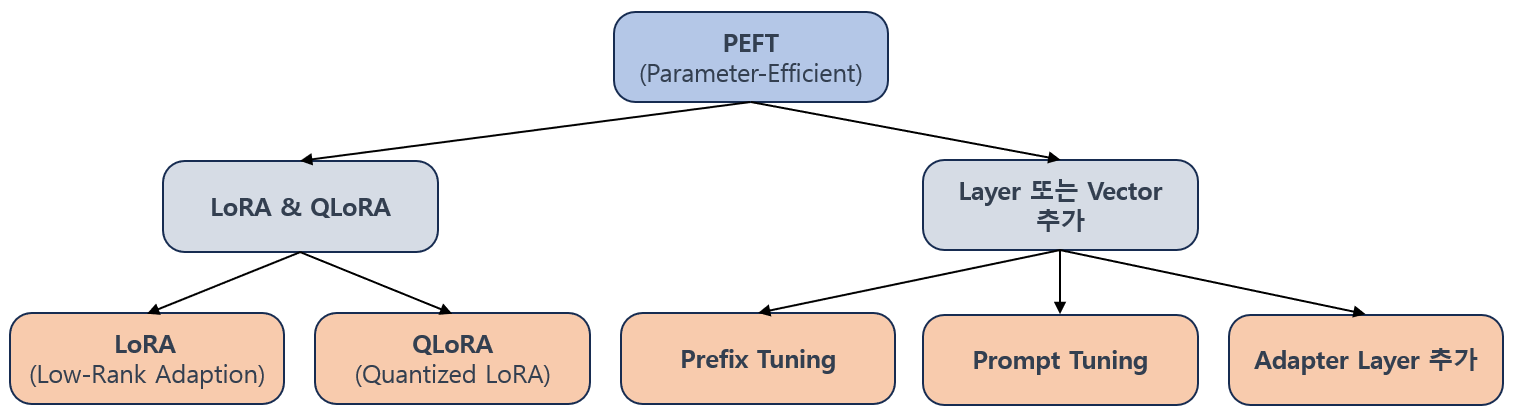 PEFT
(Parameter-Efficient)
LoRA & QLoRA
Layer 또는 Vector
추가
LoRA
(Low-Rank Adaption)
QLoRA
(Quantized LoRA)
Prefix Tuning
Prompt Tuning
Adapter Layer 추가